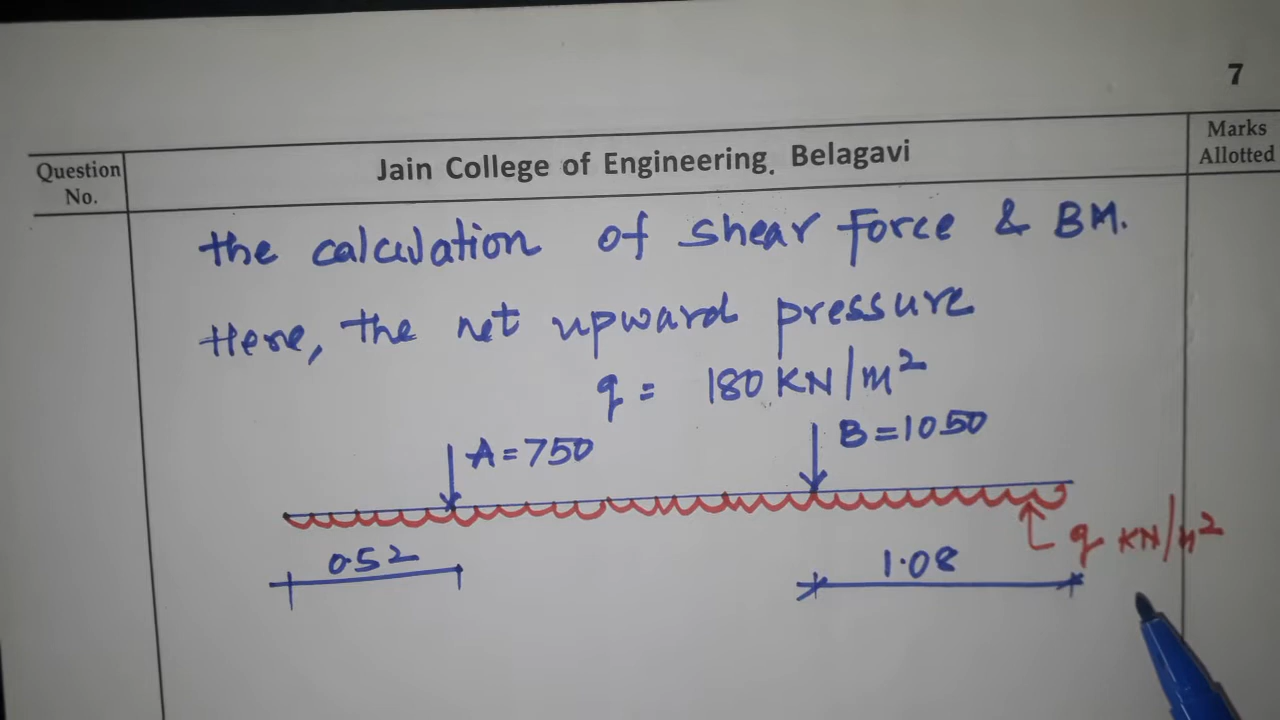 7
Question No.
Jain College of Engineering, Belagavi
Marks Allotted
the calculation of shear force & BM.
Here, the net upward pressure
q = 180 KN/m²
A=750
B=1050
q KN/m²
0.52
1.08